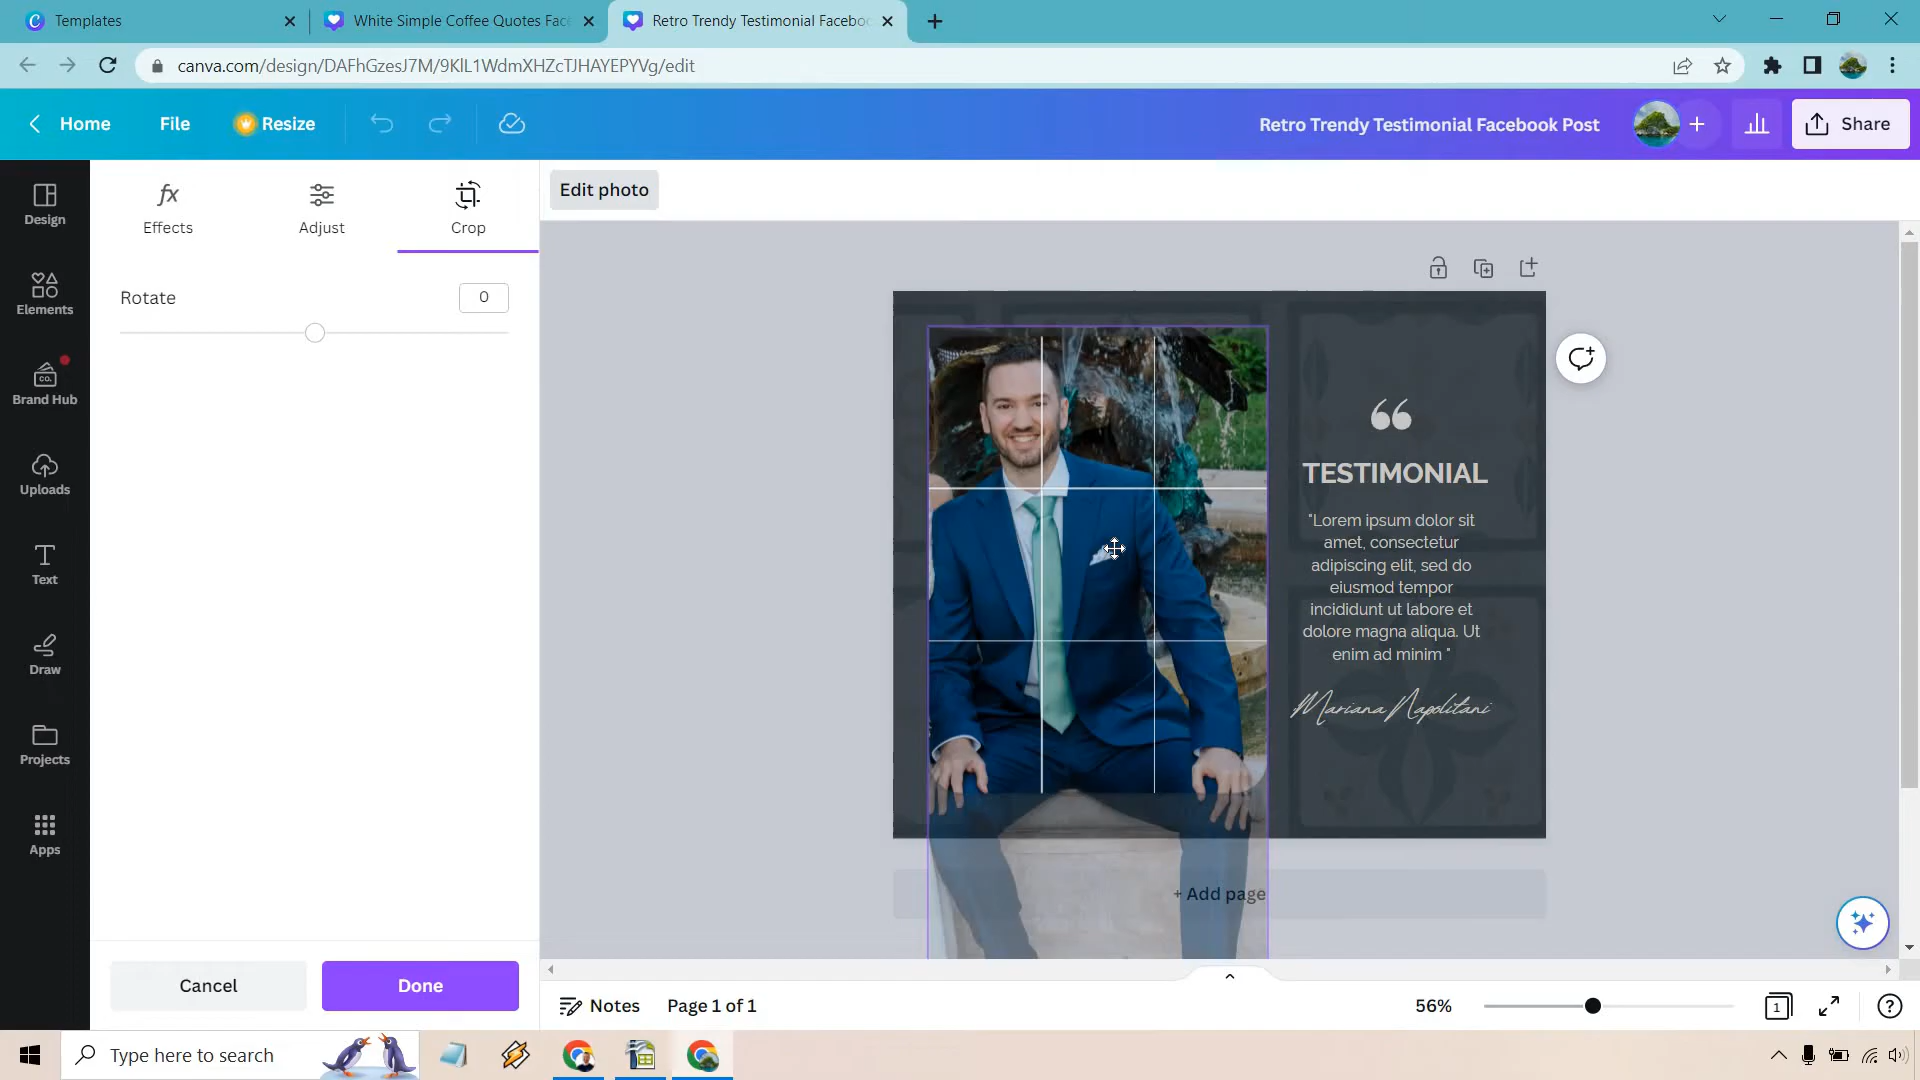 Templates
White Simple Coffee Quotes Fac
Retro Trendy Testimonial Faceboo
canva.com/design/DAFhGzesJ7M/9KlL1WdmXHZcTJHAYEPYVg/edit
Home
File
Resize
Retro Trendy Testimonial Facebook Post
Share
Design
Elements
CO.
Brand Hub
Uploads
Text
Draw
Projects
Apps
fx
Effects
Adjust
Crop
Rotate
0
Cancel
Done
Edit photo
TESTIMONIAL
"Lorem ipsum dolor sit
amet, consectetur
adipiscing elit, sed do
eiusmod tempor
incididunt ut labore et
dolore magna aliqua. Ut
enim ad minim "
Mariana Napolitani
+ Add page
Notes
Page 1 of 1
56%
1
Type here to search